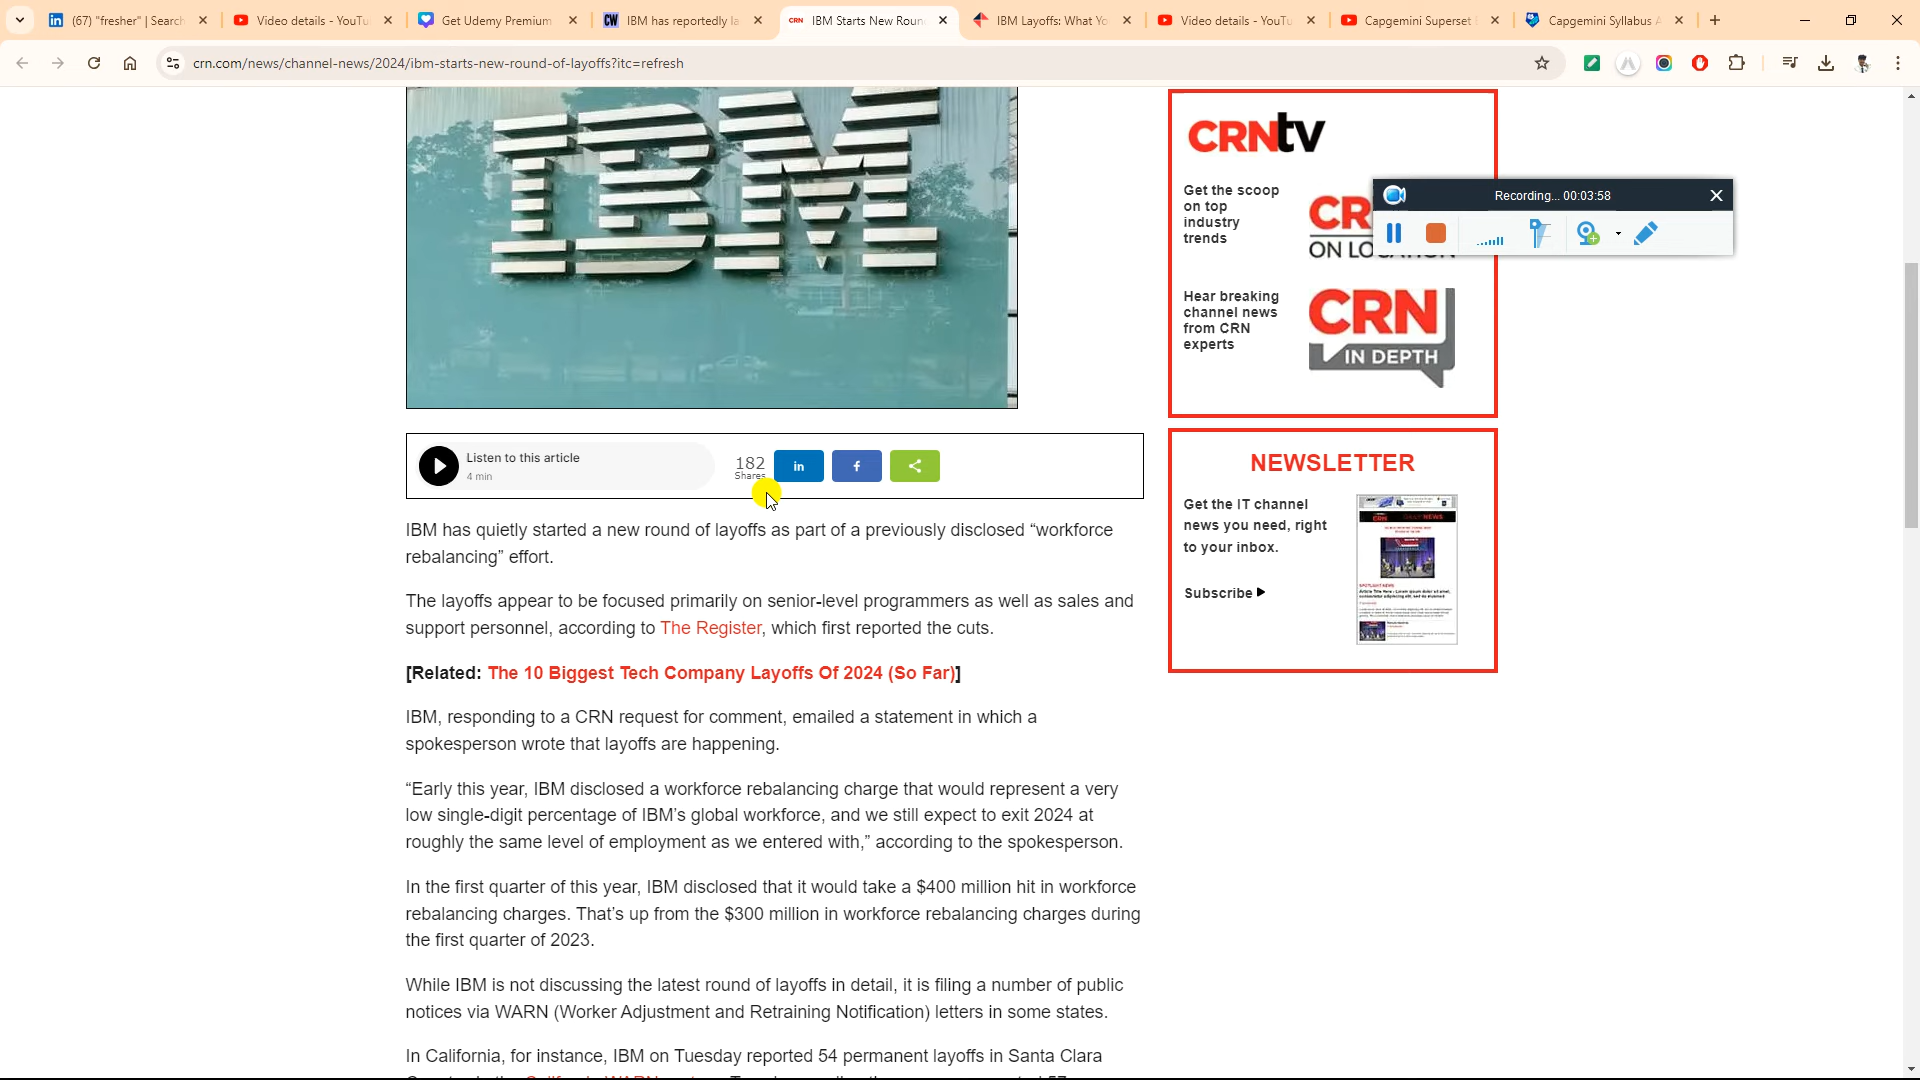 (67) "fresher" | Search
Video details - YouTu
Get Udemy Premium
IBM has reportedly la
IBM Starts New Roun
IBM Layoffs: What Yo
Video details - YouTu
Capgemini Superset
Capgemini Syllabus
crn.com/news/channel-news/2024/ibm-starts-new-round-of-layoffs?itc=refresh
IBM
Listen to this article
4 min
182
Shares
IBM has quietly started a new round of layoffs as part of a previously disclosed “workforce
rebalancing” effort.
The layoffs appear to be focused primarily on senior-level programmers as well as sales and
support personnel, according to The Register, which first reported the cuts.
[Related: The 10 Biggest Tech Company Layoffs Of 2024 (So Far)]
IBM, responding to a CRN request for comment, emailed a statement in which a
spokesperson wrote that layoffs are happening.
“Early this year, IBM disclosed a workforce rebalancing charge that would represent a very
low single-digit percentage of IBM’s global workforce, and we still expect to exit 2024 at
roughly the same level of employment as we entered with,” according to the spokesperson.
In the first quarter of this year, IBM disclosed that it would take a $400 million hit in workforce
rebalancing charges. That’s up from the $300 million in workforce rebalancing charges during
the first quarter of 2023.
While IBM is not discussing the latest round of layoffs in detail, it is filing a number of public
notices via WARN (Worker Adjustment and Retraining Notification) letters in some states.
In California, for instance, IBM on Tuesday reported 54 permanent layoffs in Santa Clara
CRNtv
Get the scoop
on top
industry
trends
Recording... 00:03:58
Hear breaking
channel news
from CRN
experts
CRN
IN DEPTH
NEWSLETTER
Get the IT channel
news you need, right
to your inbox.
Subscribe